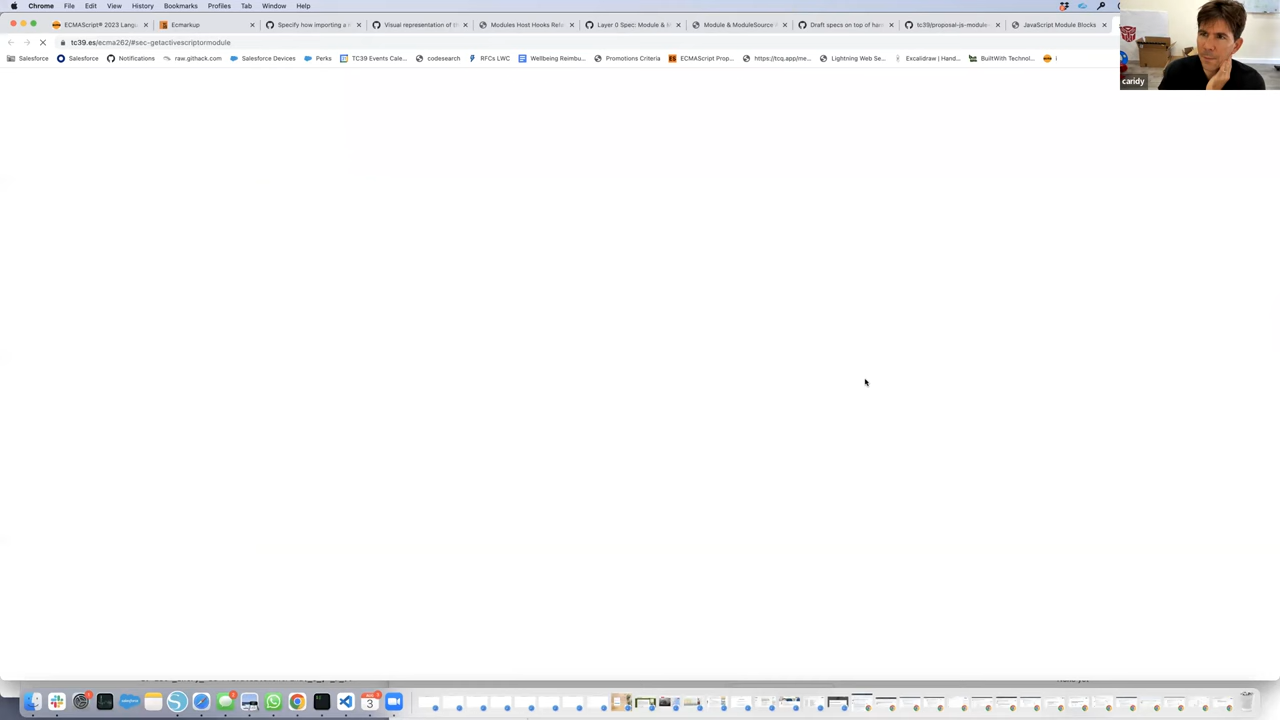 Chrome File Edit View History Bookmarks Profiles Tab Window Help
ECMAScript® 2023 Langu Ecmarkup Specify how importing a Visual representation of Modules Host Hooks Ref Layer 0 Spec: Module & Module & ModuleSource Draft specs on top of hav tc39/proposal-js-module- JavaScript Module Blocks
tc39.es/ecma262/#sec-getactivescriptormodule
Salesforce Salesforce Notifications raw.githack.com Salesforce Devices Perks TC39 Events Cale... codesearch RFCs LWC Wellbeing Reimbu... Promotions Criteria ECMAScript Prop... https://tcq.app/me... Lightning Web Se... Excalidraw | Hand... BuiltWith Technol... i
caridy